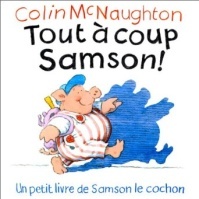 Colin McNaughton
Tout à coup
Samson!
Un petit livre de Samson le cochon